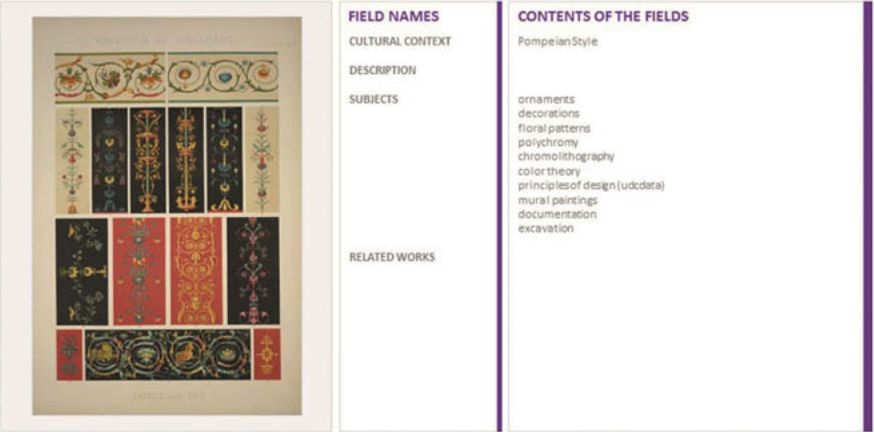 FIELD NAMES
CONTENTS OF THE FIELDS
CULTURAL CONTEXT
Pompeian Style
DESCRIPTION
SUBJECTS
ornaments
decorations
floral patterns
polychromy
chromolithography
color theory
principles of design (udcdata)
mural paintings
documentation
excavation
RELATED WORKS